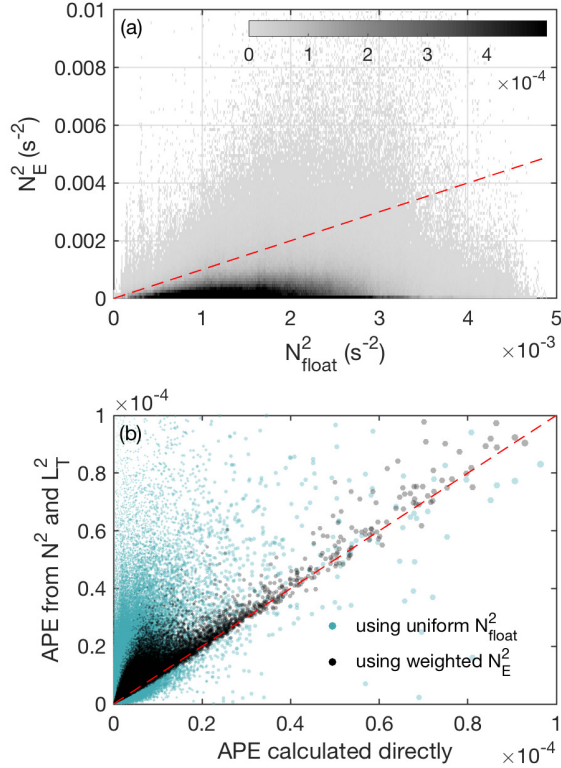 (a)
0 1 2 3 4
×10⁻⁴
0.01
0.008
0.006
0.004
0.002
0
N²_E (s⁻²)
0 1 2 3 4 5
N²_float (s⁻²)
×10⁻³
×10⁻⁴
(b)
1
0.8
0.6
0.4
0.2
0
APE from N² and L²_T
using uniform N²_float
using weighted N²_E
0 0.2 0.4 0.6 0.8 1
APE calculated directly
×10⁻⁴